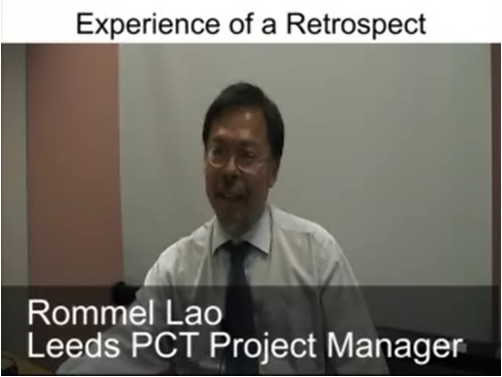 Experience of a Retrospect
Rommel Lao
Leeds PCT Project Manager